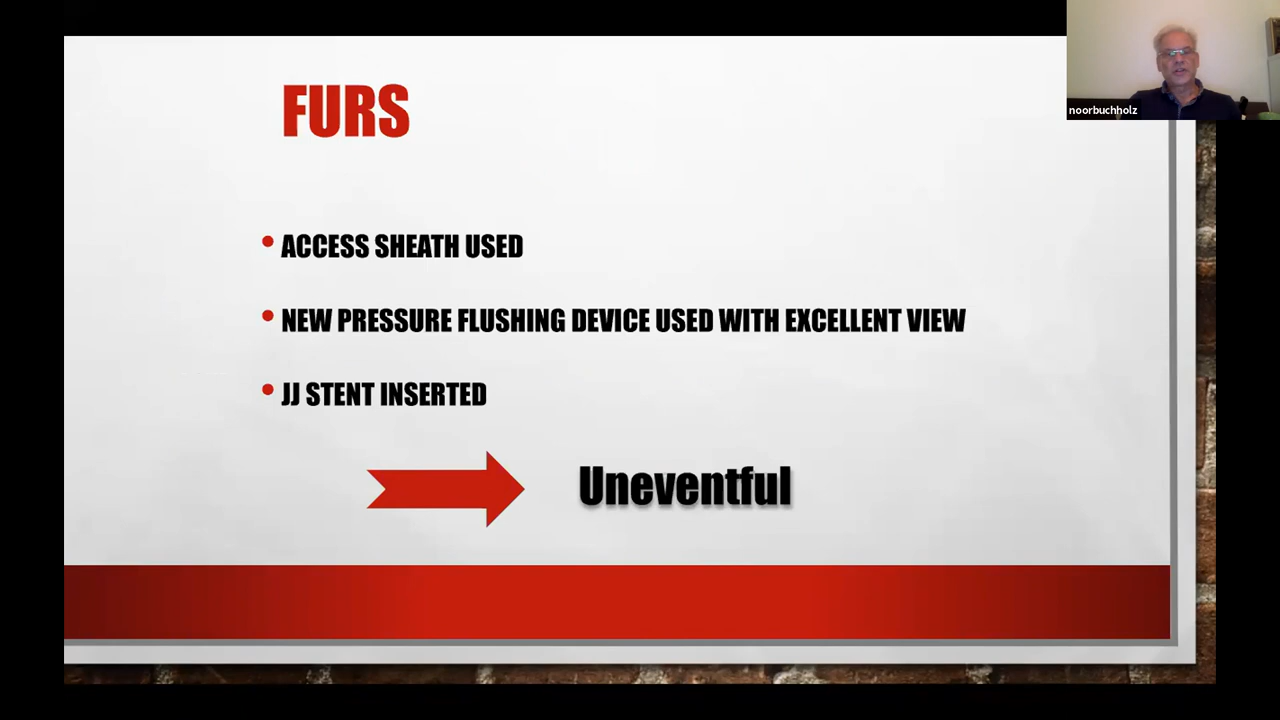 FURS
noorbuchholz
• ACCESS SHEATH USED
• NEW PRESSURE FLUSHING DEVICE USED WITH EXCELLENT VIEW
• JJ STENT INSERTED
Uneventful